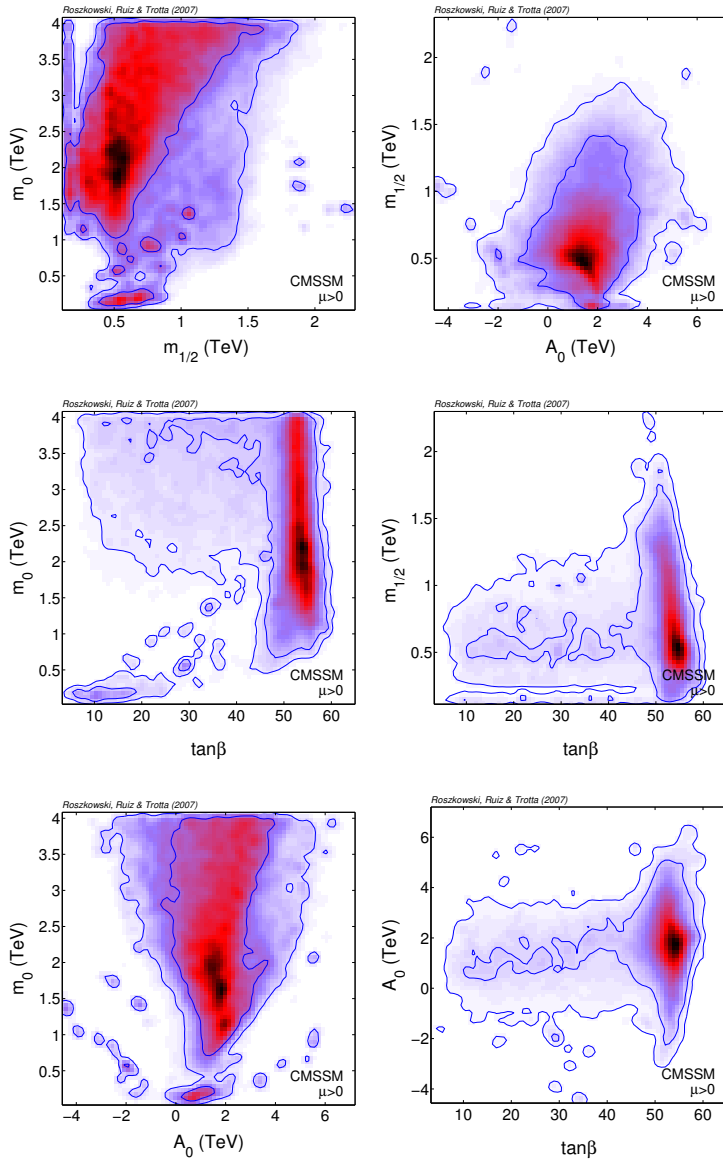 Roszkowski, Ruiz & Trotta (2007)
4
3.5
3
2.5
2
1.5
1
0.5
m0 (TeV)
CMSSM
μ>0
0.5 1 1.5 2
m1/2 (TeV)
Roszkowski, Ruiz & Trotta (2007)
2
1.5
1
0.5
m1/2 (TeV)
CMSSM
μ>0
−4 −2 0 2 4 6
A0 (TeV)
Roszkowski, Ruiz & Trotta (2007)
4
3.5
3
2.5
2
1.5
1
0.5
m0 (TeV)
CMSSM
μ>0
10 20 30 40 50 60
tanβ
Roszkowski, Ruiz & Trotta (2007)
2
1.5
1
0.5
m1/2 (TeV)
CMSSM
μ>0
10 20 30 40 50 60
tanβ
Roszkowski, Ruiz & Trotta (2007)
4
3.5
3
2.5
2
1.5
1
0.5
m0 (TeV)
CMSSM
μ>0
−4 −2 0 2 4 6
A0 (TeV)
Roszkowski, Ruiz & Trotta (2007)
6
4
2
0
−2
−4
A0 (TeV)
CMSSM
μ>0
10 20 30 40 50 60
tanβ